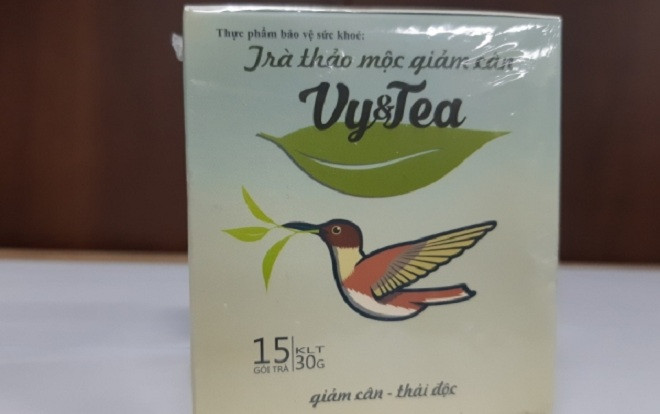 Thực phẩm bảo vệ sức khoẻ:
Trà thảo mộc giảm cân
Vy&Tea
15 KLT
GÓI TRÀ 30G
giảm cân - thải độc